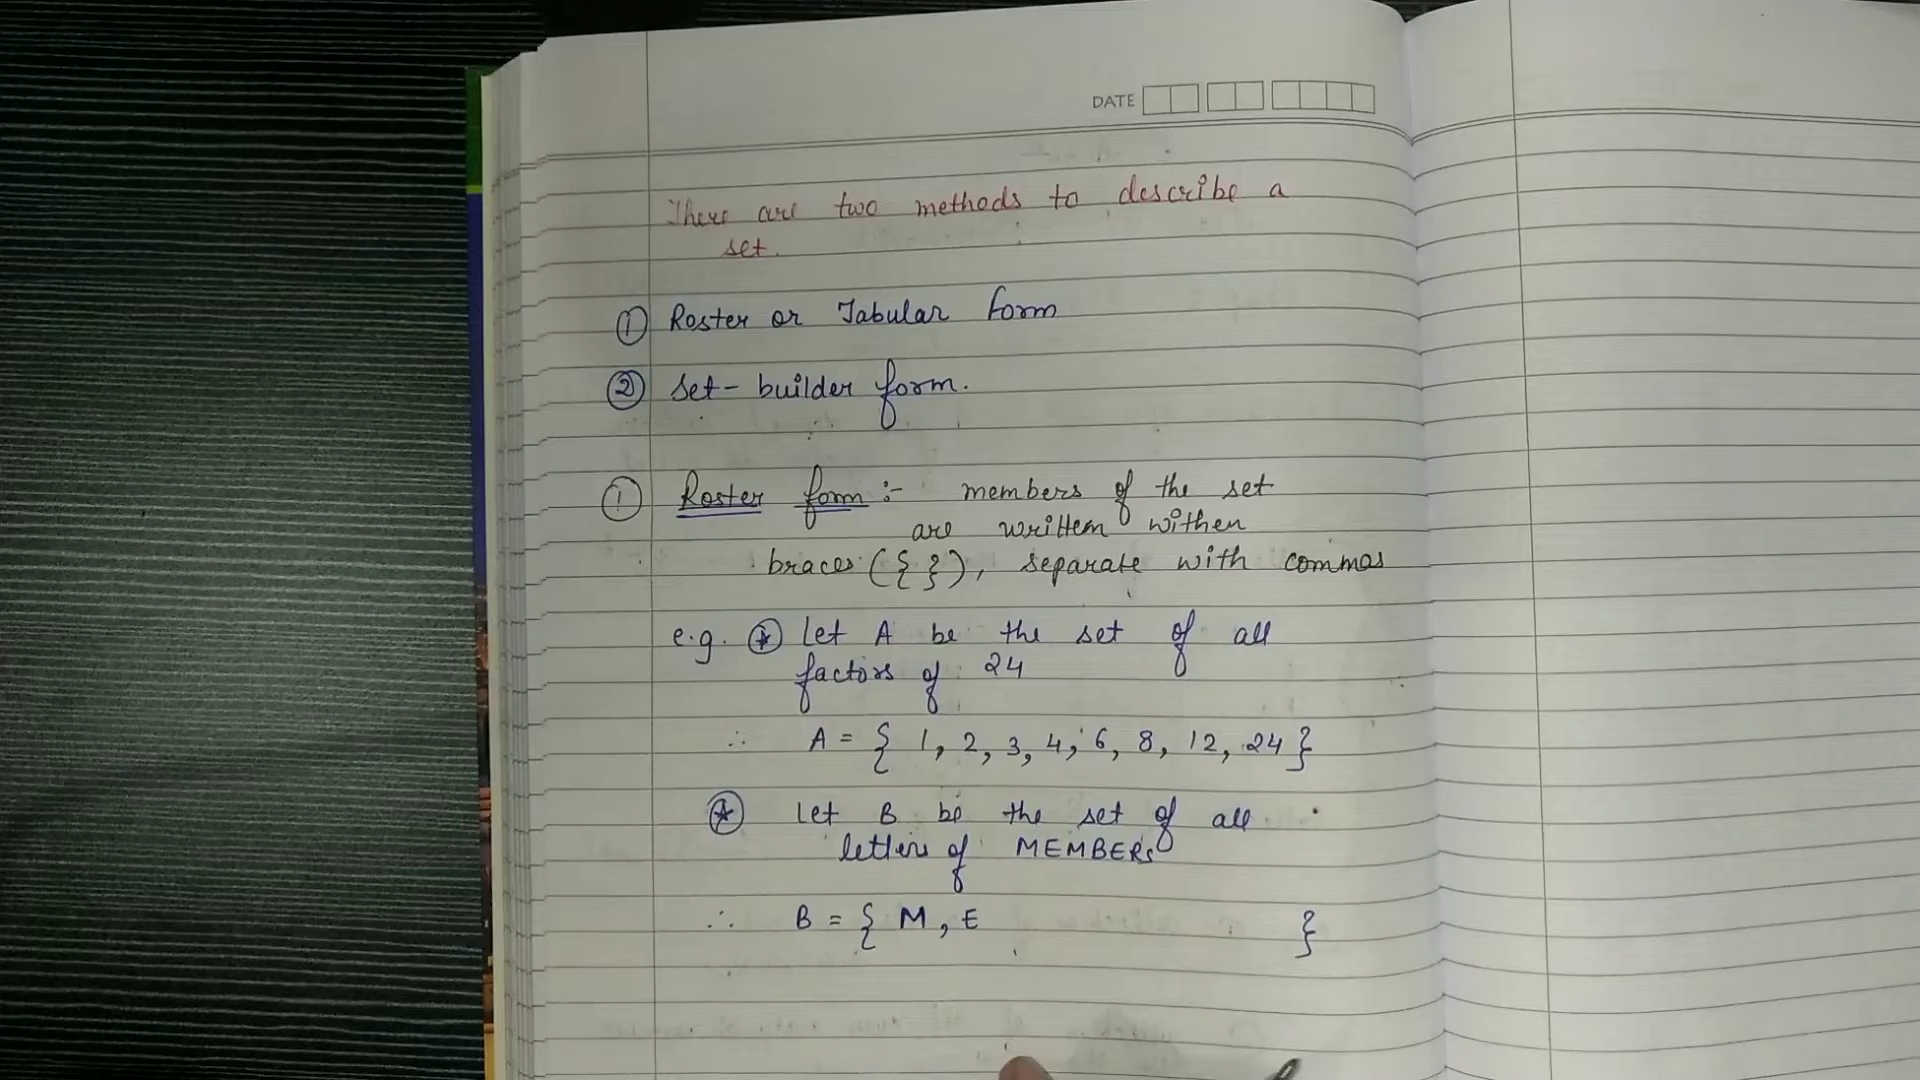 DATE
There are two methods to describe a
set.
① Roster or Tabular form
② set-builder form.
① Roster form :- members of the set
are written withen
braces ({ }), separate with commas
e.g. ⍟ Let A be the set of all
factors of 24
∴ A = { 1, 2, 3, 4, 6, 8, 12, 24 }
⍟ Let B be the set of all
letters of MEMBERS
∴ B = { M, E }